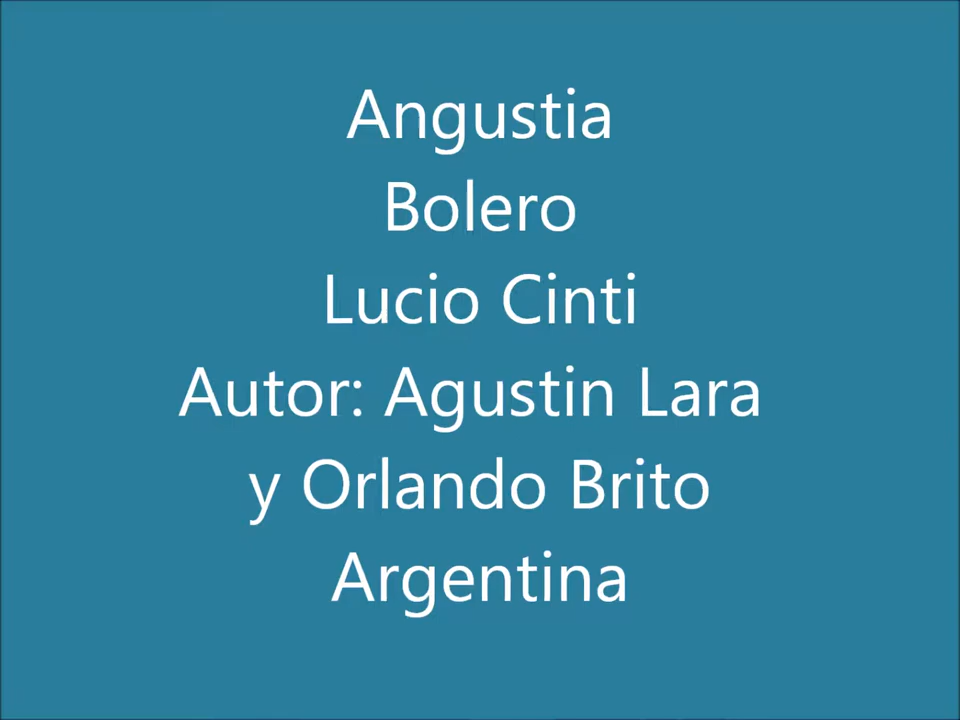 Angustia
Bolero
Lucio Cinti
Autor: Agustin Lara
y Orlando Brito
Argentina